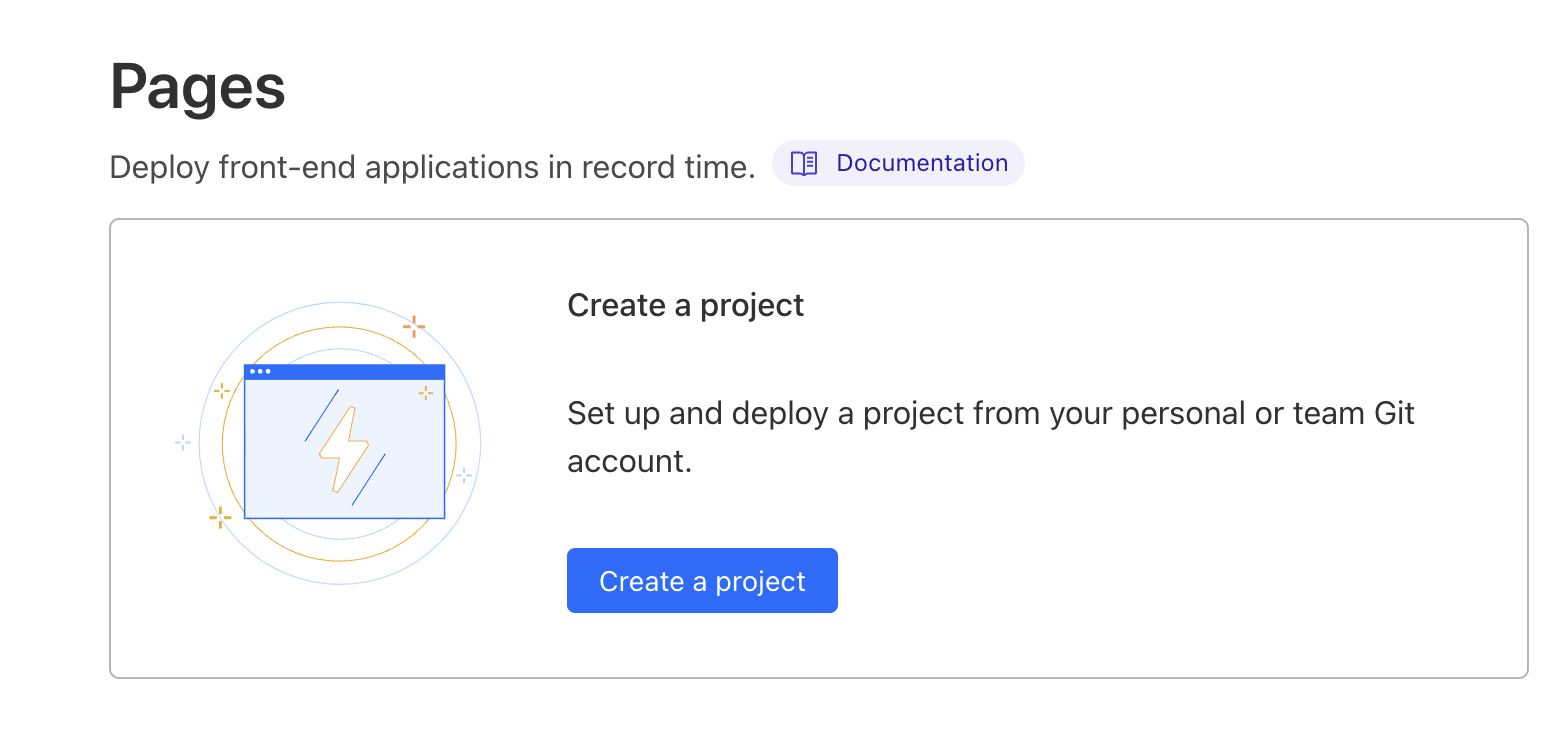 Pages
Deploy front-end applications in record time.
Documentation
Create a project
Set up and deploy a project from your personal or team Git
account.
Create a project